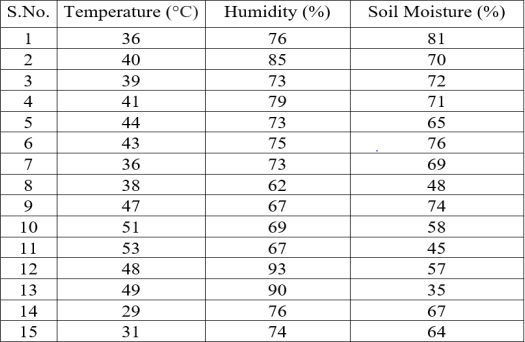 S.No. Temperature (°C) Humidity (%) Soil Moisture (%)
1 36 76 81
2 40 85 70
3 39 73 72
4 41 79 71
5 44 73 65
6 43 75 76
7 36 73 69
8 38 62 48
9 47 67 74
10 51 69 58
11 53 67 45
12 48 93 57
13 49 90 35
14 29 76 67
15 31 74 64